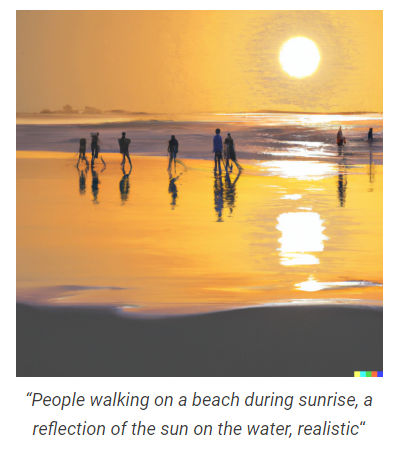 “People walking on a beach during sunrise, a
reflection of the sun on the water, realistic“